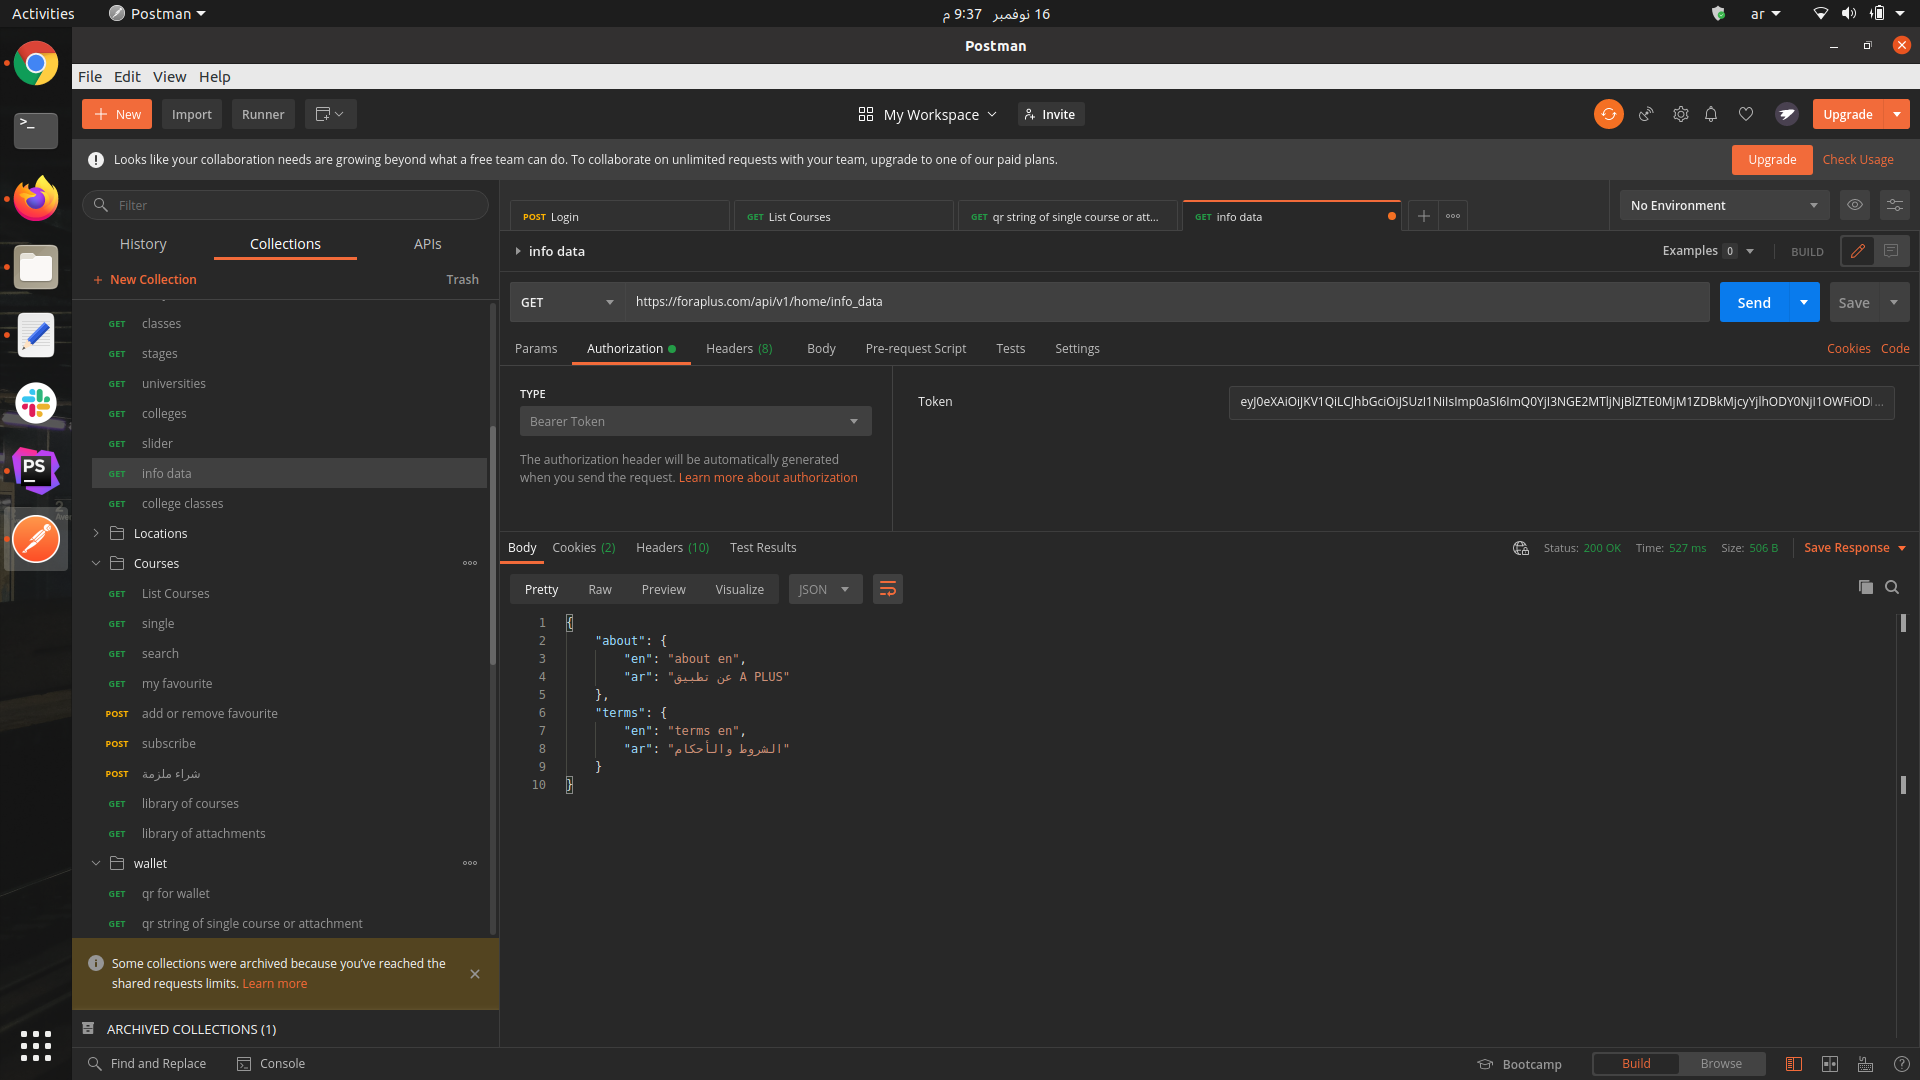 Activities
Postman
16 نوفمبر 9:37 م
ar
Postman
File Edit View Help
New
Import
Runner
My Workspace
Invite
Upgrade
Looks like your collaboration needs are growing beyond what a free team can do. To collaborate on unlimited requests with your team, upgrade to one of our paid plans.
Upgrade
Check Usage
Filter
History
Collections
APIs
+ New Collection
Trash
GET classes
GET stages
GET universities
GET colleges
GET slider
GET info data
GET college classes
Locations
Courses
GET List Courses
GET single
GET search
GET my favourite
POST add or remove favourite
POST subscribe
POST شراء ملزمة
GET library of courses
GET library of attachments
wallet
GET qr for wallet
GET qr string of single course or attachment
Some collections were archived because you've reached the
shared requests limits. Learn more
ARCHIVED COLLECTIONS (1)
POST Login
GET List Courses
GET qr string of single course or att...
GET info data
No Environment
info data
Examples 0
BUILD
GET
https://foraplus.com/api/v1/home/info_data
Send
Save
Params
Authorization
Headers (8)
Body
Pre-request Script
Tests
Settings
Cookies
Code
TYPE
Bearer Token
The authorization header will be automatically generated
when you send the request. Learn more about authorization
Token
Body
Cookies (2)
Headers (10)
Test Results
Status: 200 OK
Time: 527 ms
Size: 506 B
Save Response
Pretty
Raw
Preview
Visualize
JSON
1 {
2 "about": {
3 "en": "about en",
4 "ar": "عن تطبيق A PLUS"
5 },
6 "terms": {
7 "en": "terms en",
8 "ar": "الشروط والأحكام"
9 }
10 }
Find and Replace
Console
Bootcamp
Build
Browse